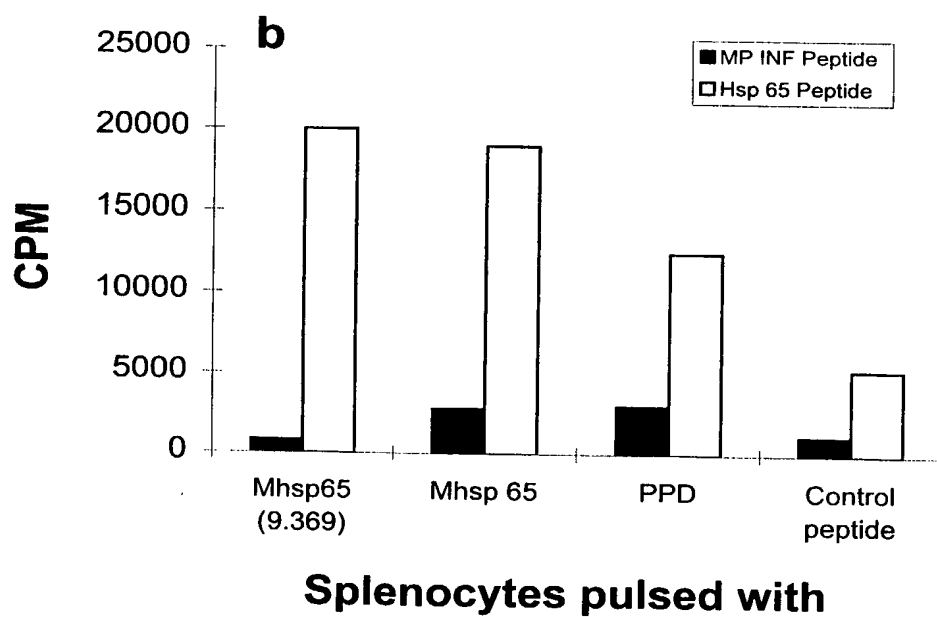 b
25000
20000
15000
10000
5000
0
CPM
MP INF Peptide
Hsp 65 Peptide
Mhsp65
(9.369)
Mhsp 65
PPD
Control
peptide
Splenocytes pulsed with